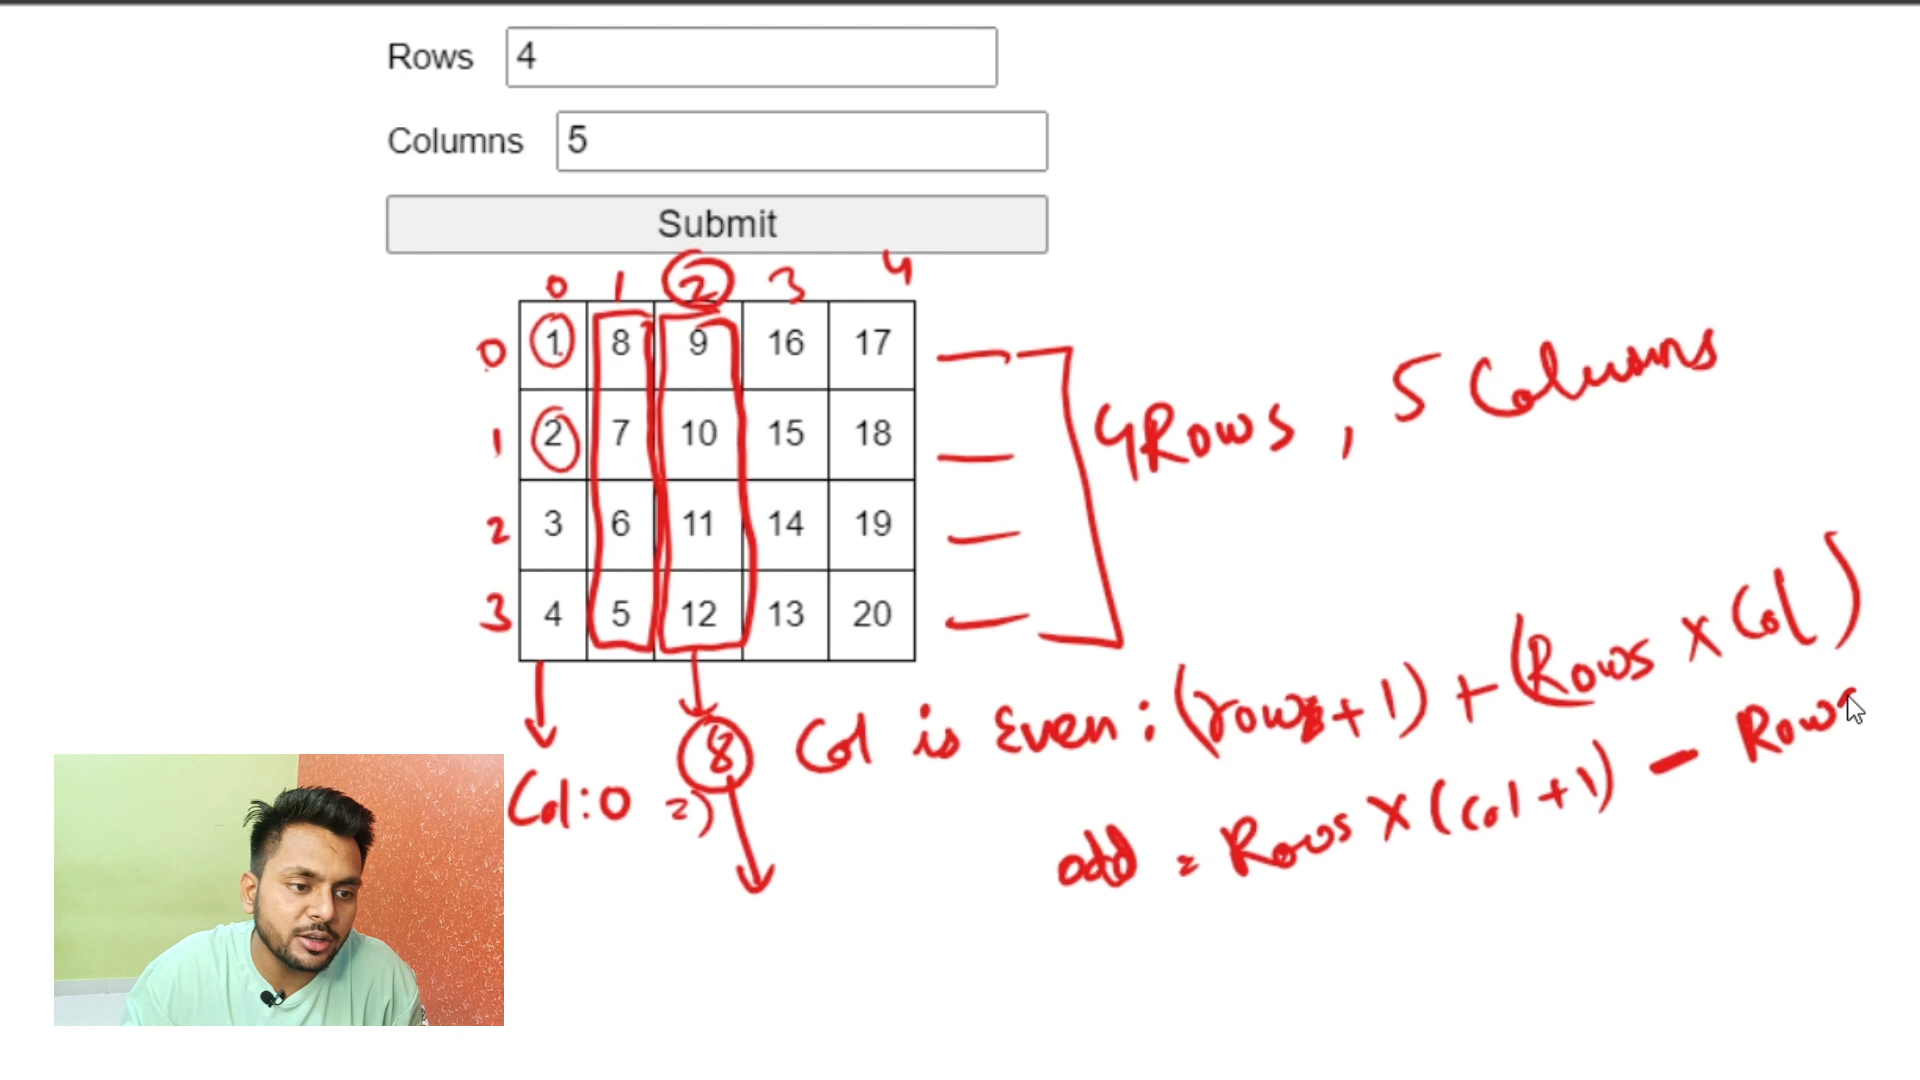 Rows 4
Columns 5
Submit
0 1 2 3 4
0 1 8 9 16 17
1 2 7 10 15 18
2 3 6 11 14 19
3 4 5 12 13 20
4 Rows , 5 Columns
Col is Even : (row + 1) + (Rows X Col)
Col : 0 2) 8
odd = Rows X (Col + 1) - Row